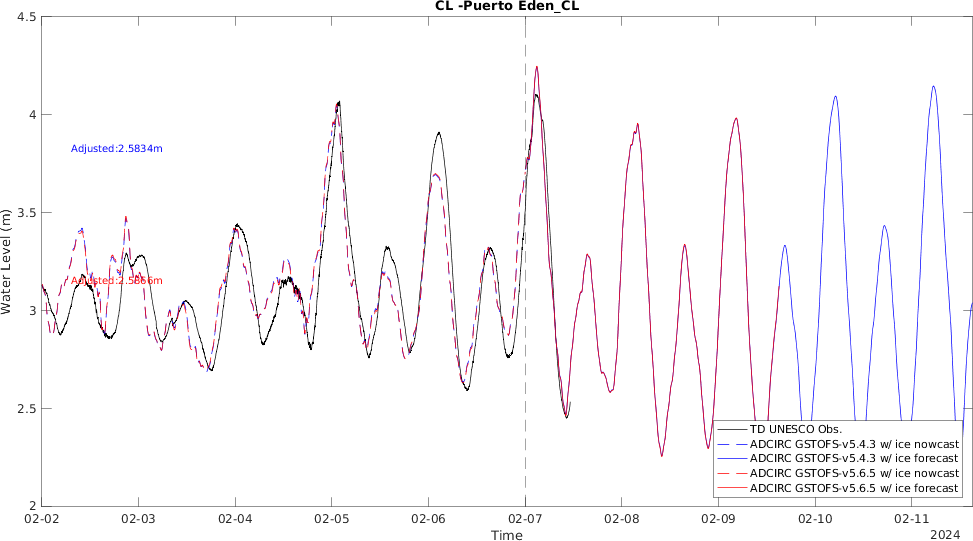 CL -Puerto Eden_CL
4.5
4
3.5
3
2.5
2
Water Level (m)
Adjusted:2.5834m
Adjusted:2.5866m
TD UNESCO Obs.
ADCIRC GSTOFS-v5.4.3 w/ ice nowcast
ADCIRC GSTOFS-v5.4.3 w/ ice forecast
ADCIRC GSTOFS-v5.6.5 w/ ice nowcast
ADCIRC GSTOFS-v5.6.5 w/ ice forecast
02-02 02-03 02-04 02-05 02-06 02-07 02-08 02-09 02-10 02-11
Time
2024